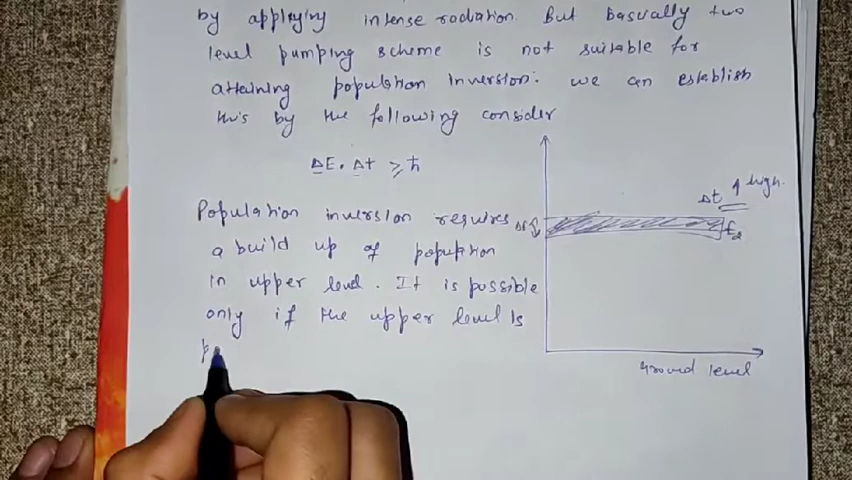 by applying intense radiation. But basically two
level pumping scheme is not suitable for
attaining population inversion. We can establish
this by the following consider
ΔE. Δt ≥ ħ
Δt high.
Population inversion requires
ΔE
E2
a build up of population
in upper level. It is possible
only if the upper level is
Ground level